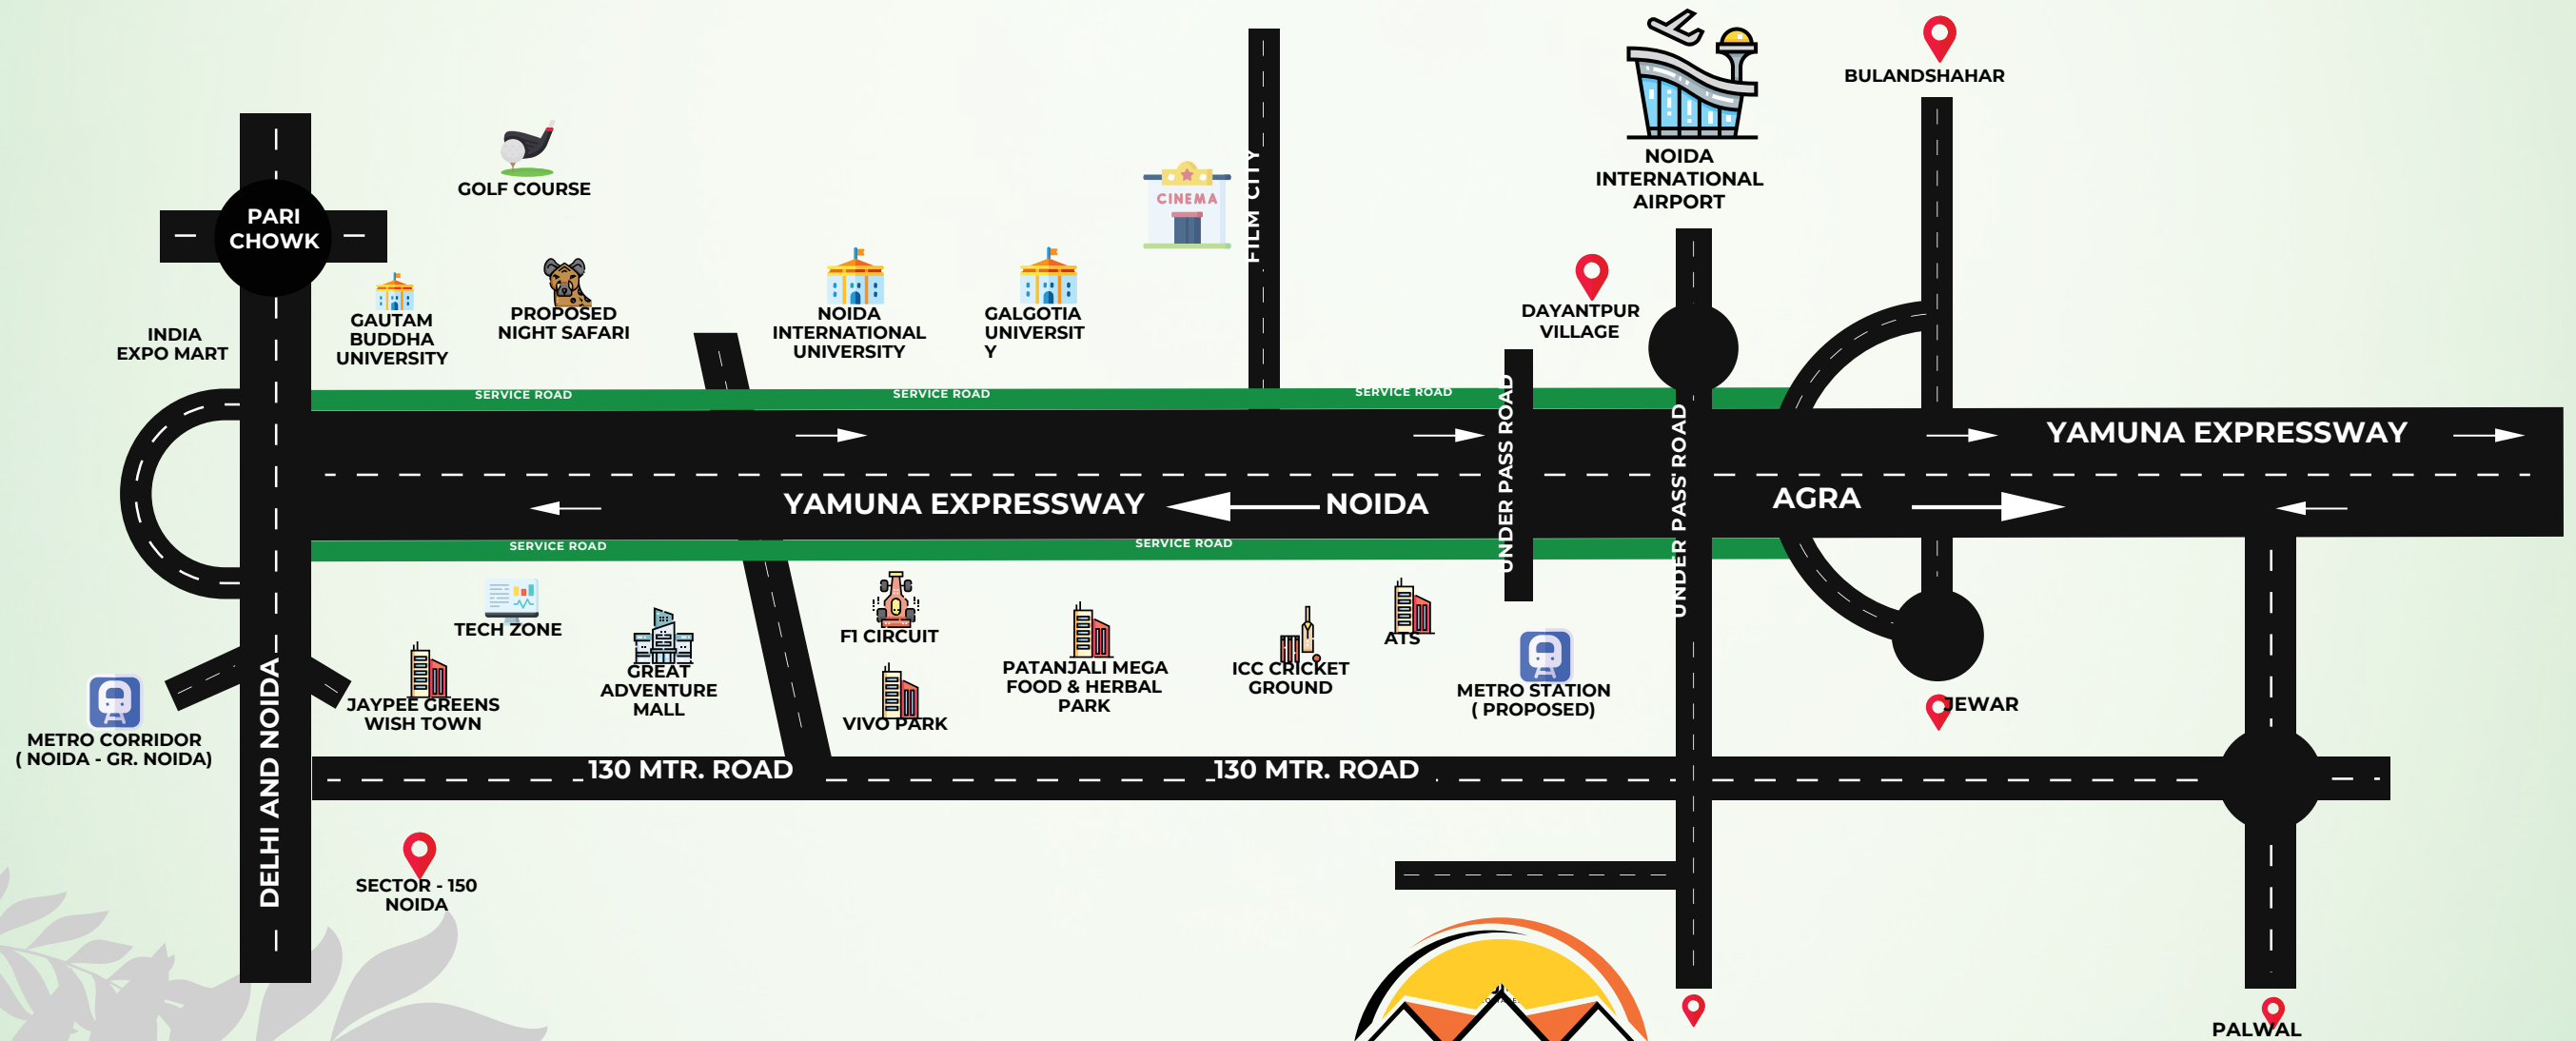 BULANDSHAHAR
NOIDA
INTERNATIONAL
AIRPORT
PARI
CHOWK
GOLF COURSE
CINEMA
FILM CITY
INDIA
EXPO MART
GAUTAM
BUDDHA
UNIVERSITY
PROPOSED
NIGHT SAFARI
NOIDA
INTERNATIONAL
UNIVERSITY
GALGOTIA
UNIVERSIT
Y
DAYANTPUR
VILLAGE
SERVICE ROAD
SERVICE ROAD
SERVICE ROAD
YAMUNA EXPRESSWAY
YAMUNA EXPRESSWAY
NOIDA
UNDER PASS ROAD
UNDER PASS ROAD
AGRA
SERVICE ROAD
SERVICE ROAD
TECH ZONE
F1 CIRCUIT
ATS
JAYPEE GREENS
WISH TOWN
GREAT
ADVENTURE
MALL
VIVO PARK
PATANJALI MEGA
FOOD & HERBAL
PARK
ICC CRICKET
GROUND
METRO STATION
( PROPOSED)
JEWAR
METRO CORRIDOR
( NOIDA - GR. NOIDA)
DELHI AND NOIDA
130 MTR. ROAD
130 MTR. ROAD
SECTOR - 150
NOIDA
PALWAL